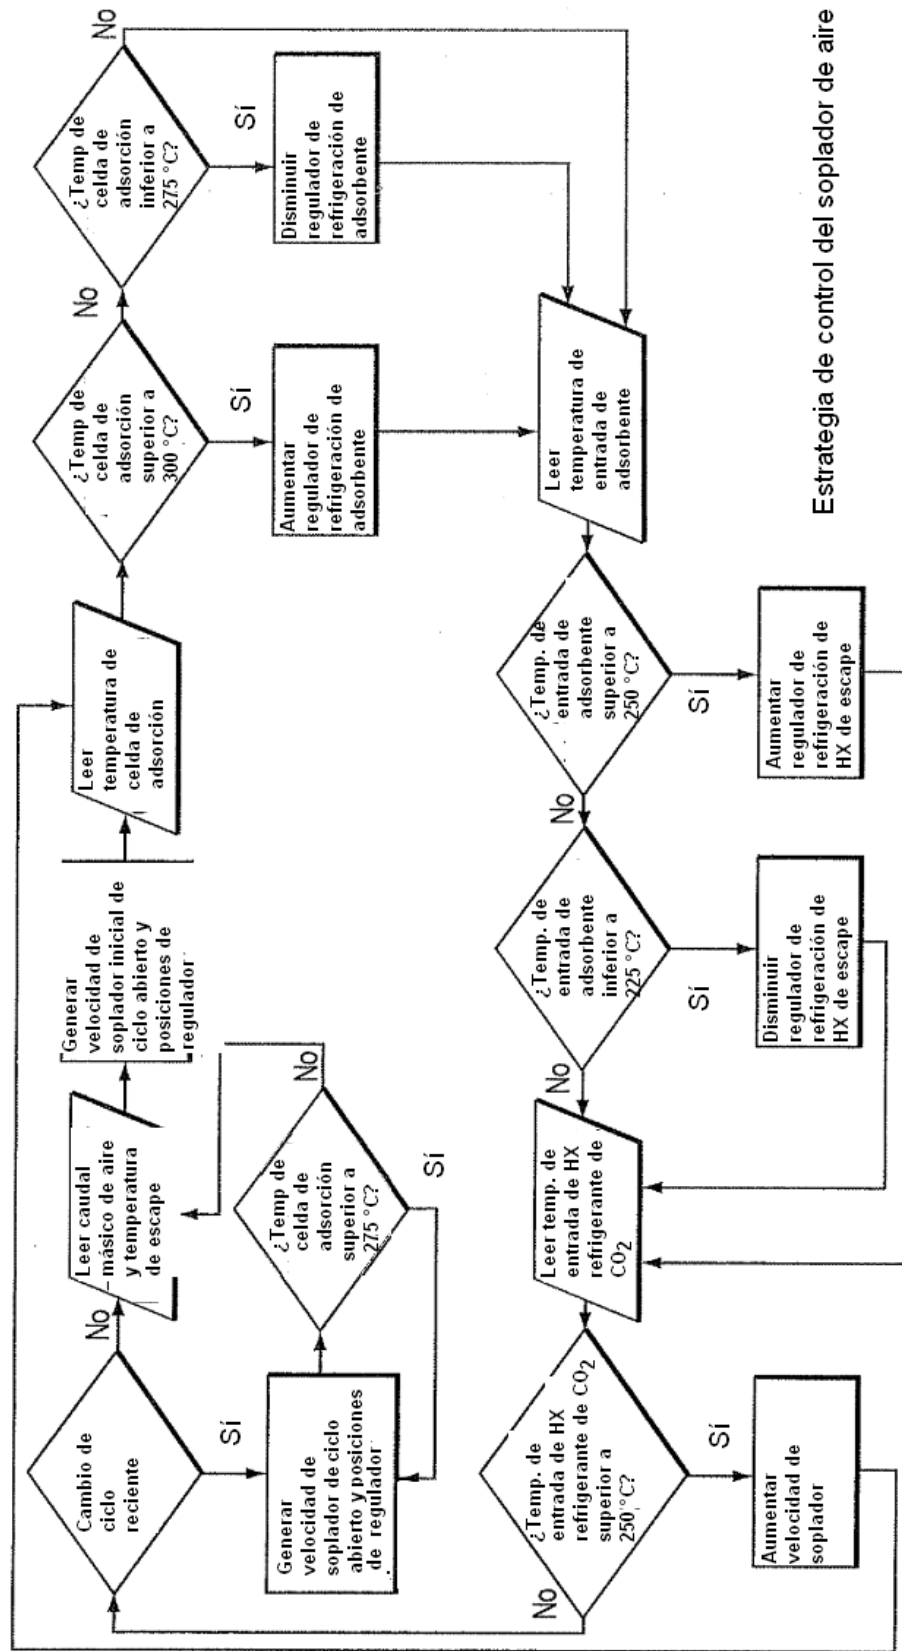 Cambio de
ciclo
reciente
No
Sí
Leer caudal
másico de aire
y temperatura
de escape
Generar
velocidad de
soplador inicial de
ciclo abierto y
posiciones de
regulador
Leer
temperatura de
celda de
adsorción
¿Temp de
celda de
adsorción
superior a
300 °C?
No
Sí
¿Temp de
celda de
adsorción
inferior a
275 °C?
No
Sí
Generar
velocidad de
soplador de ciclo
abierto y posiciones
de regulador
¿Temp de
celda de
adsorción
superior a
275 °C?
No
Sí
Aumentar
regulador de
refrigeración de
adsorbente
Disminuir
regulador de
refrigeración de
adsorbente
Leer
temperatura de
entrada de
adsorbente
¿Temp. de
entrada de
adsorbente
superior a
250 °C?
No
Sí
¿Temp. de
entrada de
adsorbente
inferior a
225 °C?
No
Sí
Leer temp. de
entrada de HX
refrigerante de
CO2
¿Temp. de
entrada de HX
refrigerante de CO2
superior a
250 °C?
No
Sí
Aumentar
velocidad de
soplador
Disminuir
regulador de
refrigeración de
HX de escape
Aumentar
regulador de
refrigeración de
HX de escape
Estrategia de control del soplador de aire